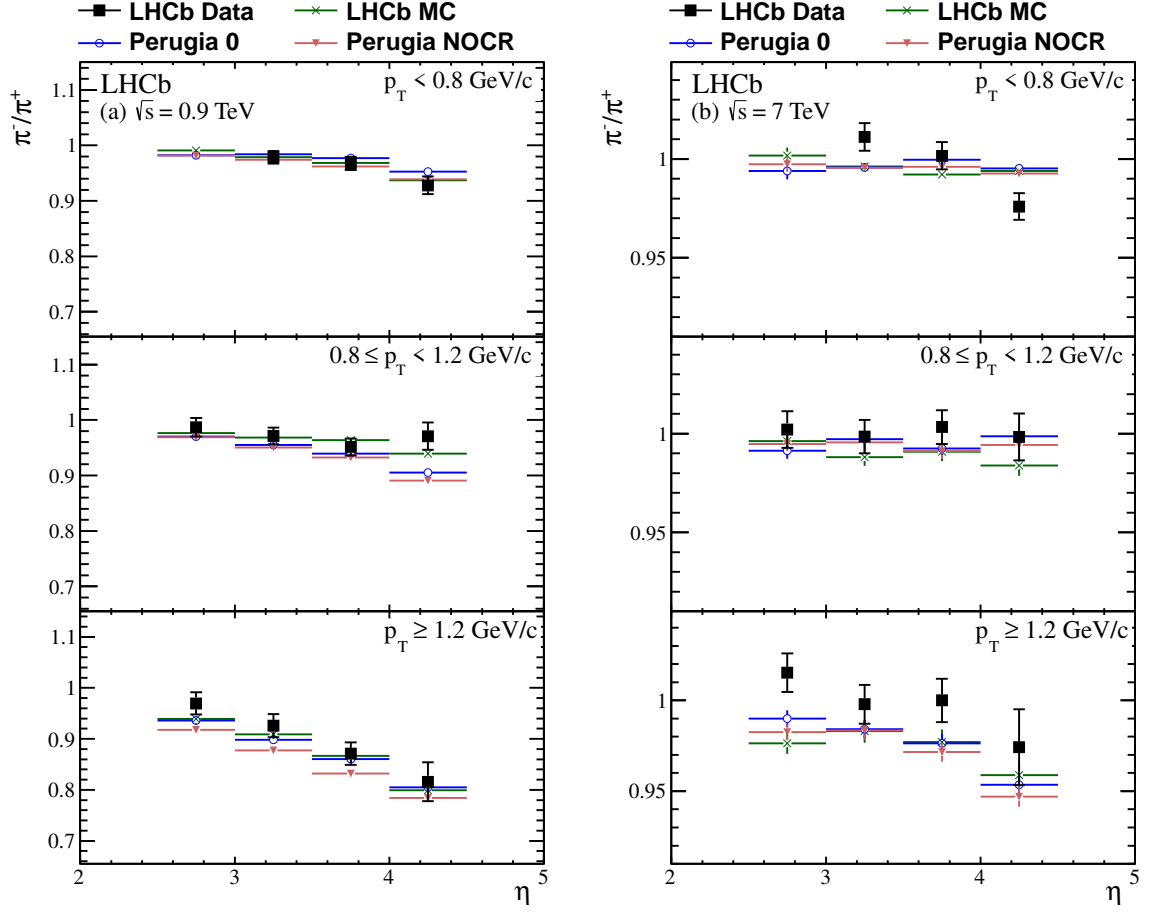 LHCb Data LHCb MC
Perugia 0 Perugia NOCR
π⁻/π⁺
LHCb
(a) √s = 0.9 TeV
p_T < 0.8 GeV/c
1.1
1
0.9
0.8
0.7
0.8 ≤ p_T < 1.2 GeV/c
1.1
1
0.9
0.8
0.7
p_T ≥ 1.2 GeV/c
1.1
1
0.9
0.8
0.7
2 3 4 5
η
LHCb Data LHCb MC
Perugia 0 Perugia NOCR
π⁻/π⁺
LHCb
(b) √s = 7 TeV
p_T < 0.8 GeV/c
1
0.95
0.8 ≤ p_T < 1.2 GeV/c
1
0.95
p_T ≥ 1.2 GeV/c
1
0.95
2 3 4 5
η